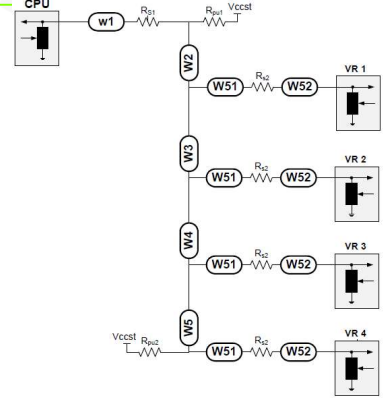 CPU
w1
RS1
Rpu1
Vccst
W2
VR 1
W51
Rs2
W52
W3
VR 2
W51
Rs2
W52
W4
VR 3
W51
Rs2
W52
W5
VR 4
Vccst
Rpu2
W51
Rs2
W52